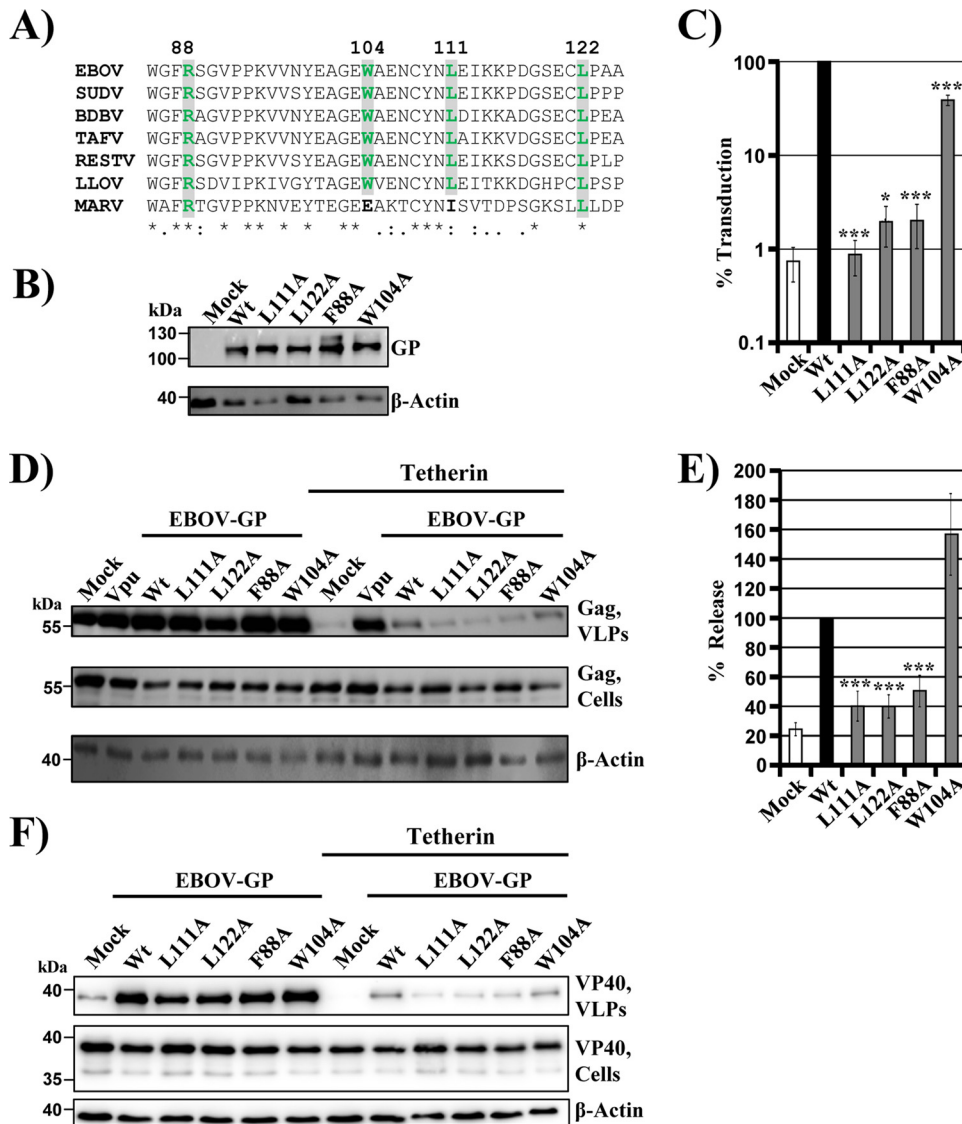 A)
88 104 111 122
EBOV WGFRSGVPPKVVNYEAGEWAENCYNLEIKKPDGSECLPAA
SUDV WGFRSGVPPKVVSYEAGEWAENCYNLEIKKPDGSECLPPP
BDBV WGFRAGVPPKVVNYEAGEWAENCYNLDIKKADGSECLPEA
TAFV WGFRAGVPPKVVSYEAGEWAENCYNLEIKKVDGSECLPEA
RESTV WGFRSGVPPKVVSYEAGEWAENCYNLEIKKSDGSECLPLP
LLOV WGFRSDVIPKIVGYTAGEWVENCYNLEITKKDGHPCLPSP
MARV WAFRTGVPPKNVEYTEGEEAKTCYNISVTDPSGKSLLLDP
B)
kDa
Mock
Wt
L111A
L122A
F88A
W104A
130
100
GP
40
β-Actin
C)
% Transduction
100
10
1
0.1
***
*
***
***
Mock
Wt
L111A
L122A
F88A
W104A
D)
Tetherin
EBOV-GP
EBOV-GP
Mock
Vpu
Wt
L111A
L122A
F88A
W104A
Mock
Vpu
Wt
L111A
L122A
F88A
W104A
kDa
55
Gag,
VLPs
55
Gag,
Cells
40
β-Actin
E)
% Release
200
180
160
140
120
100
80
60
40
20
0
***
***
***
Mock
Wt
L111A
L122A
F88A
W104A
F)
Tetherin
EBOV-GP
EBOV-GP
Mock
Wt
L111A
L122A
F88A
W104A
Mock
Wt
L111A
L122A
F88A
W104A
kDa
40
VP40,
VLPs
40
35
VP40,
Cells
40
β-Actin